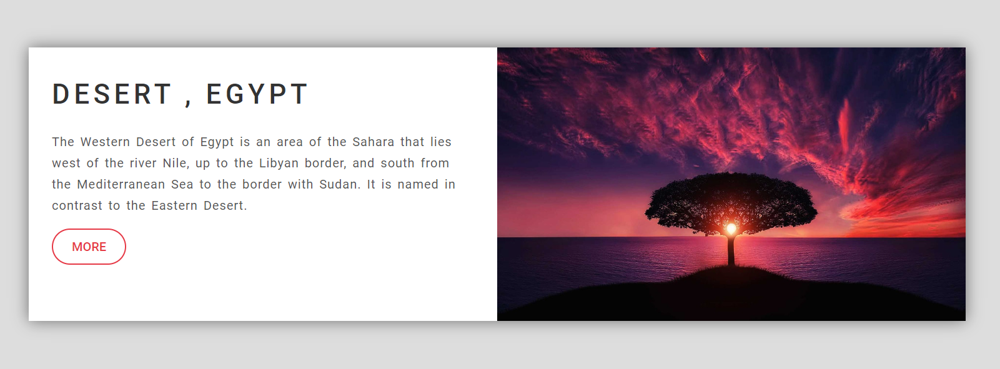 DESERT , EGYPT
The Western Desert of Egypt is an area of the Sahara that lies
west of the river Nile, up to the Libyan border, and south from
the Mediterranean Sea to the border with Sudan. It is named in
contrast to the Eastern Desert.
MORE